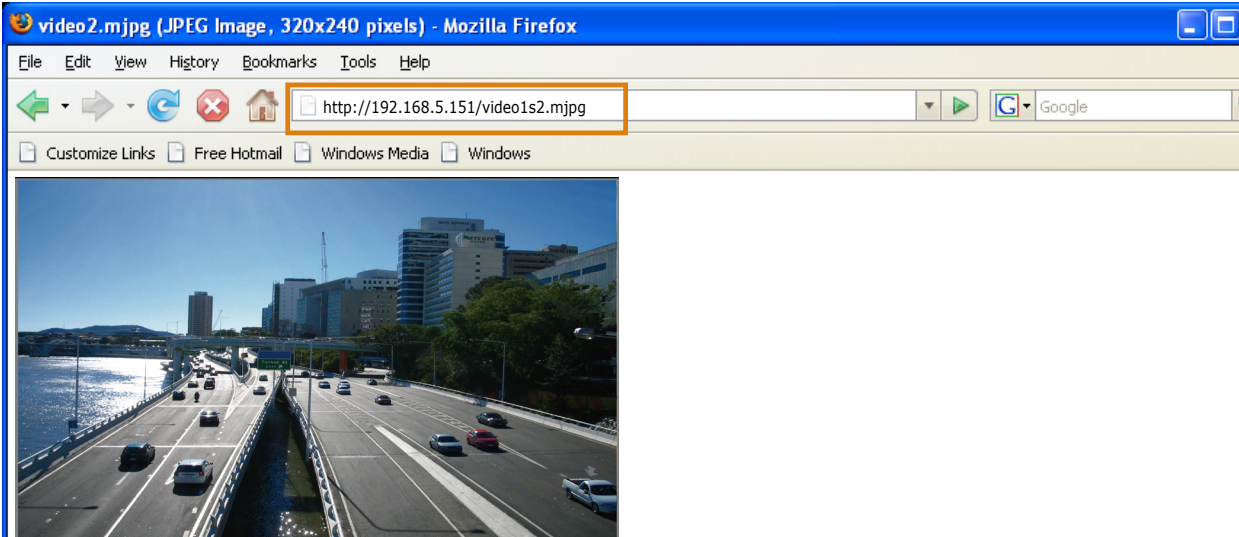 video2.mjpg (JPEG Image, 320x240 pixels) - Mozilla Firefox
File Edit View History Bookmarks Tools Help
http://192.168.5.151/video1s2.mjpg G Google
Customize Links Free Hotmail Windows Media Windows
Mercure